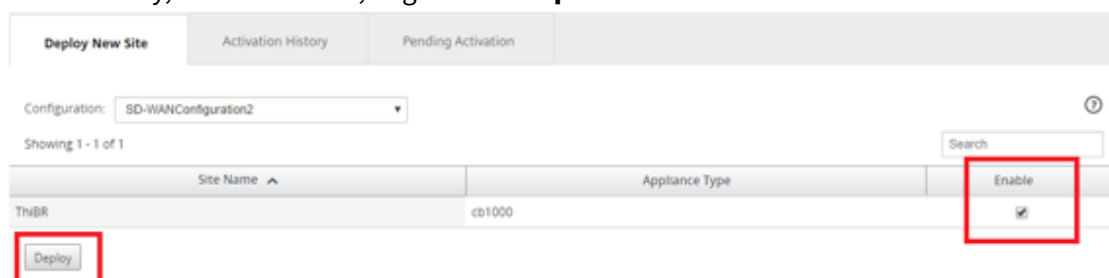 Deploy New Site Activation History Pending Activation
Configuration: SD-WANConfiguration2
Showing 1 - 1 of 1 Search
Site Name Appliance Type Enable
ThiBR cb1000
Deploy